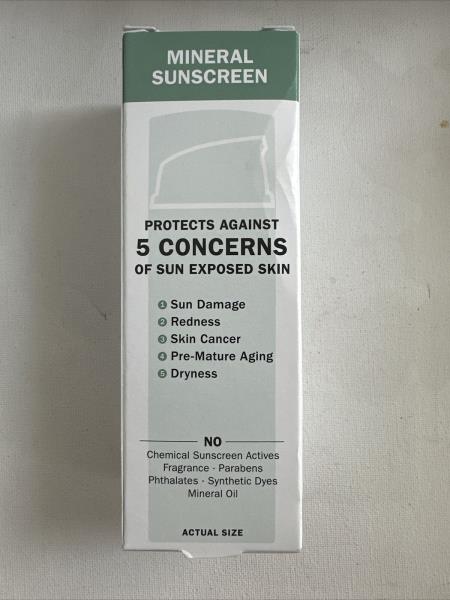 MINERAL
SUNSCREEN
PROTECTS AGAINST
5 CONCERNS
OF SUN EXPOSED SKIN
1 Sun Damage
2 Redness
3 Skin Cancer
4 Pre-Mature Aging
5 Dryness
NO
Chemical Sunscreen Actives
Fragrance - Parabens
Phthalates - Synthetic Dyes
Mineral Oil
ACTUAL SIZE